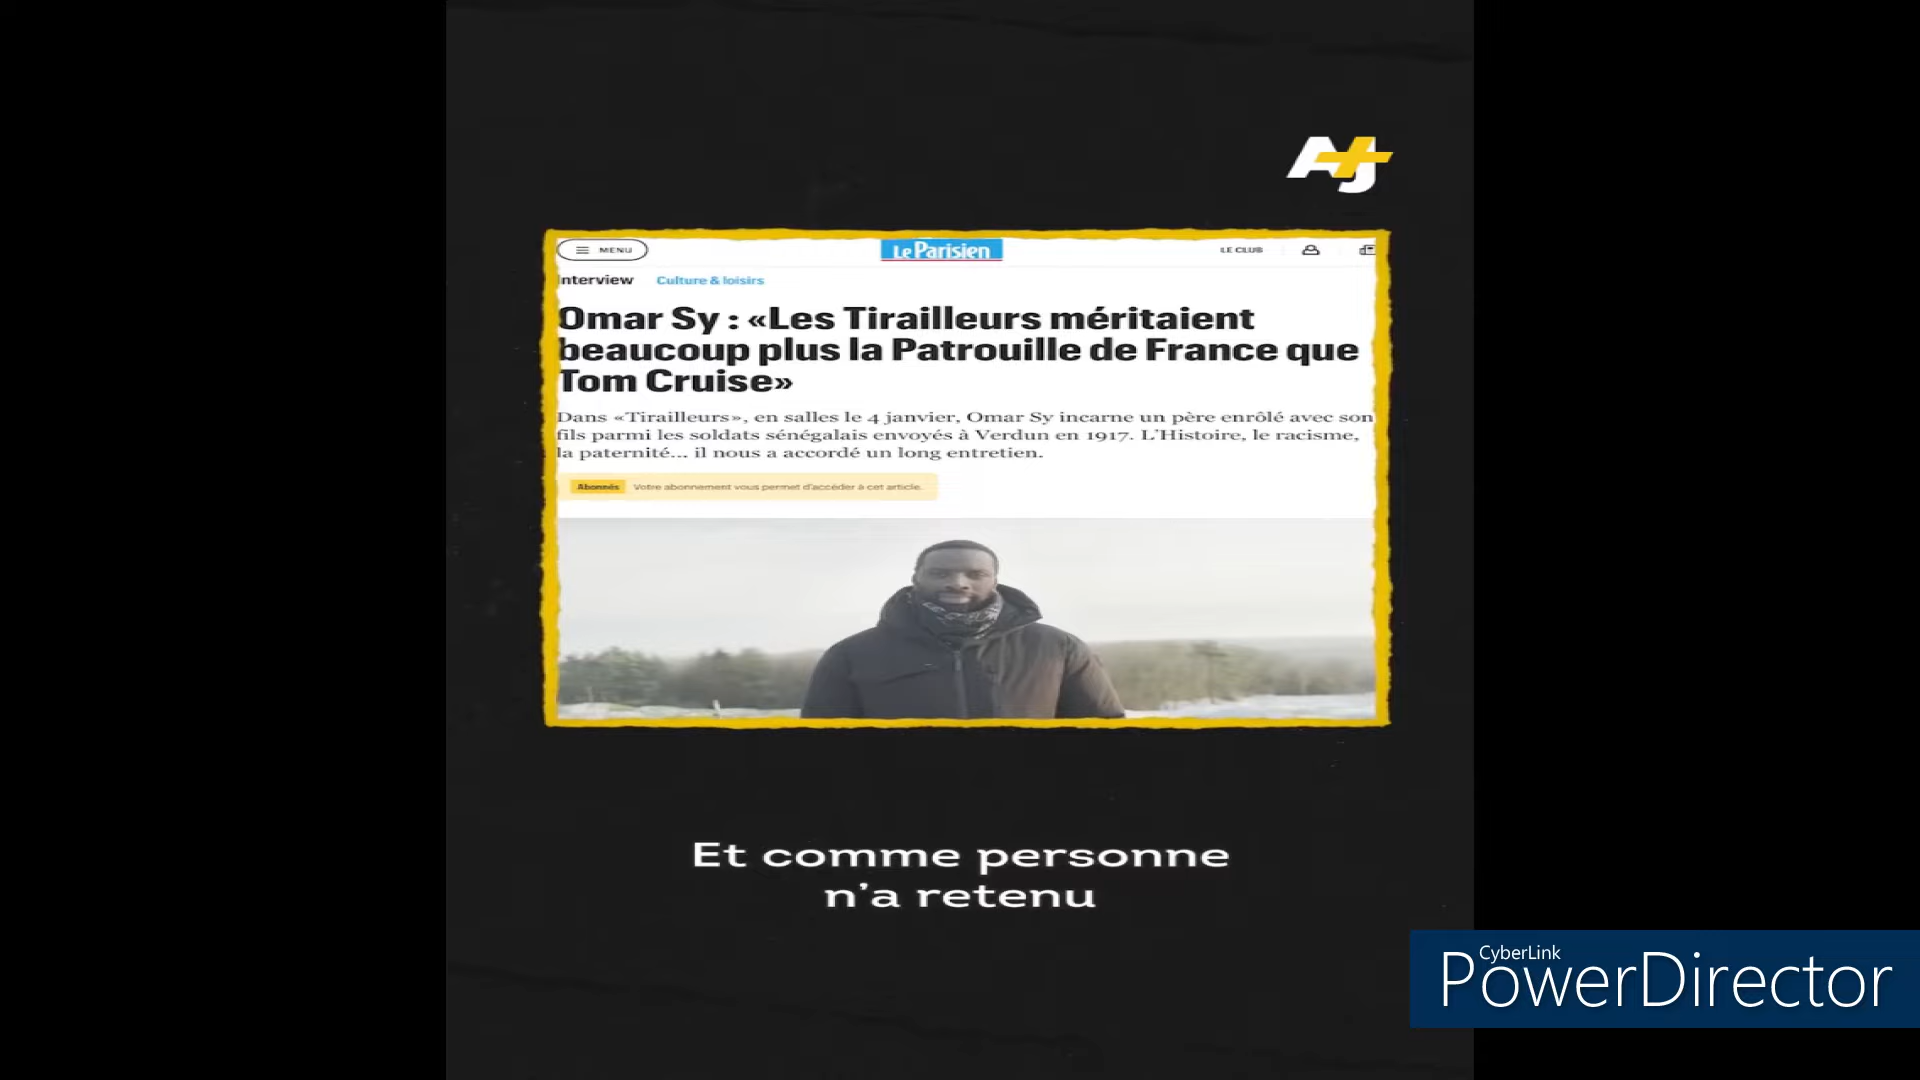 AJ+
MENU
Le Parisien
LE CLUB
Interview Culture & loisirs
Omar Sy : «Les Tirailleurs méritaient
beaucoup plus la Patrouille de France que
Tom Cruise»
Dans «Tirailleurs», en salles le 4 janvier, Omar Sy incarne un père enrôlé avec son
fils parmi les soldats sénégalais envoyés à Verdun en 1917. L’Histoire, le racisme,
la paternité... il nous a accordé un long entretien.
Abonnés Votre abonnement vous permet d'accéder à cet article.
Et comme personne
n’a retenu
CyberLink
PowerDirector